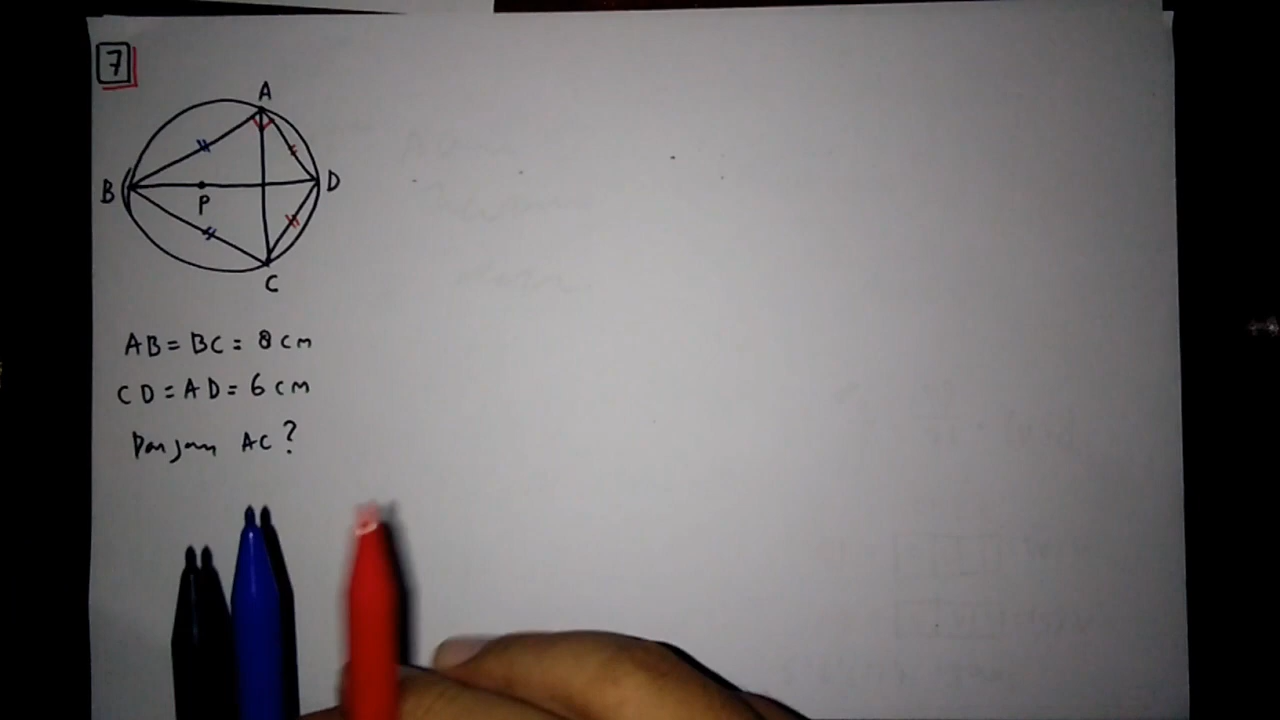 7
A
B
D
P
C
AB = BC = 8 cm
CD = AD = 6 cm
Panjang AC?